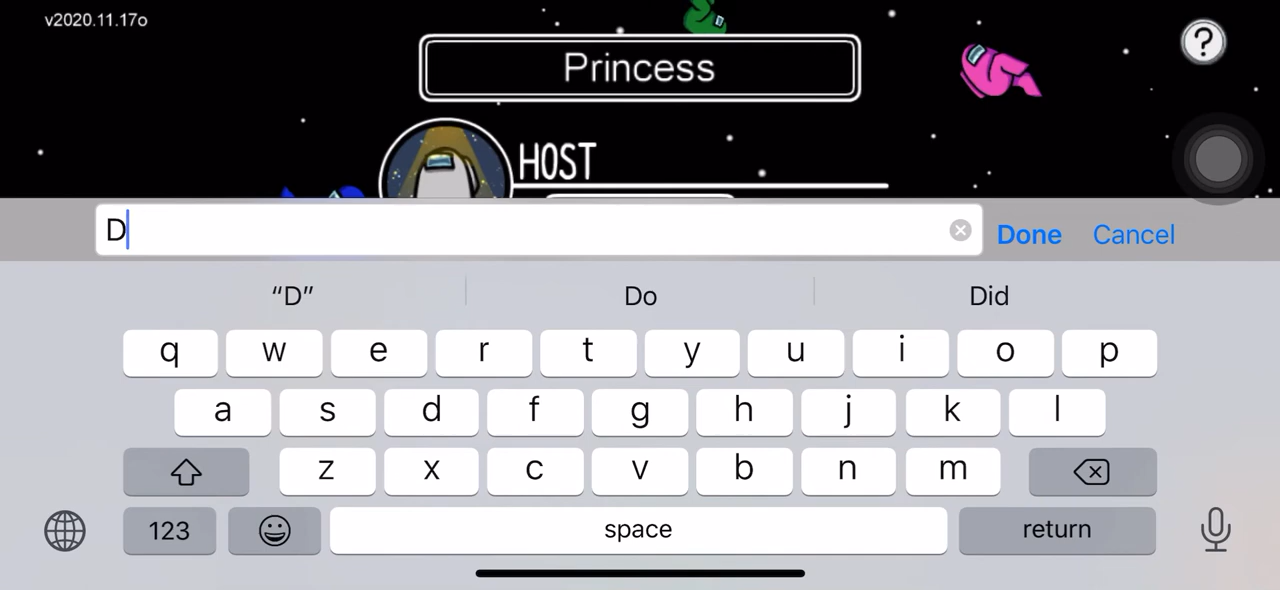 v2020.11.17o
?
Princess
HOST
D
Done Cancel
“D” Do Did
q w e r t y u i o p
a s d f g h j k l
z x c v b n m
123 space return